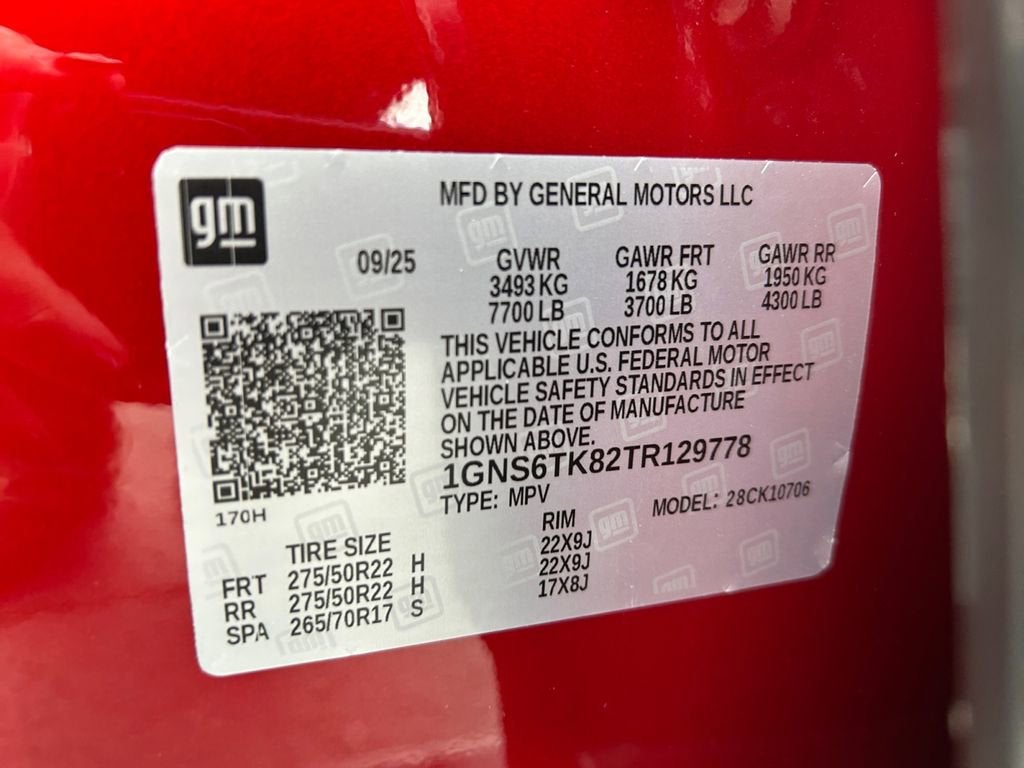 gm
MFD BY GENERAL MOTORS LLC
09/25
GVWR GAWR FRT GAWR RR
3493 KG 1678 KG 1950 KG
7700 LB 3700 LB 4300 LB
THIS VEHICLE CONFORMS TO ALL
APPLICABLE U.S. FEDERAL MOTOR
VEHICLE SAFETY STANDARDS IN EFFECT
ON THE DATE OF MANUFACTURE
SHOWN ABOVE.
1GNS6TK82TR129778
TYPE: MPV MODEL: 28CK10706
170H
TIRE SIZE RIM
FRT 275/50R22 H 22X9J
RR 275/50R22 H 22X9J
SPA 265/70R17 S 17X8J